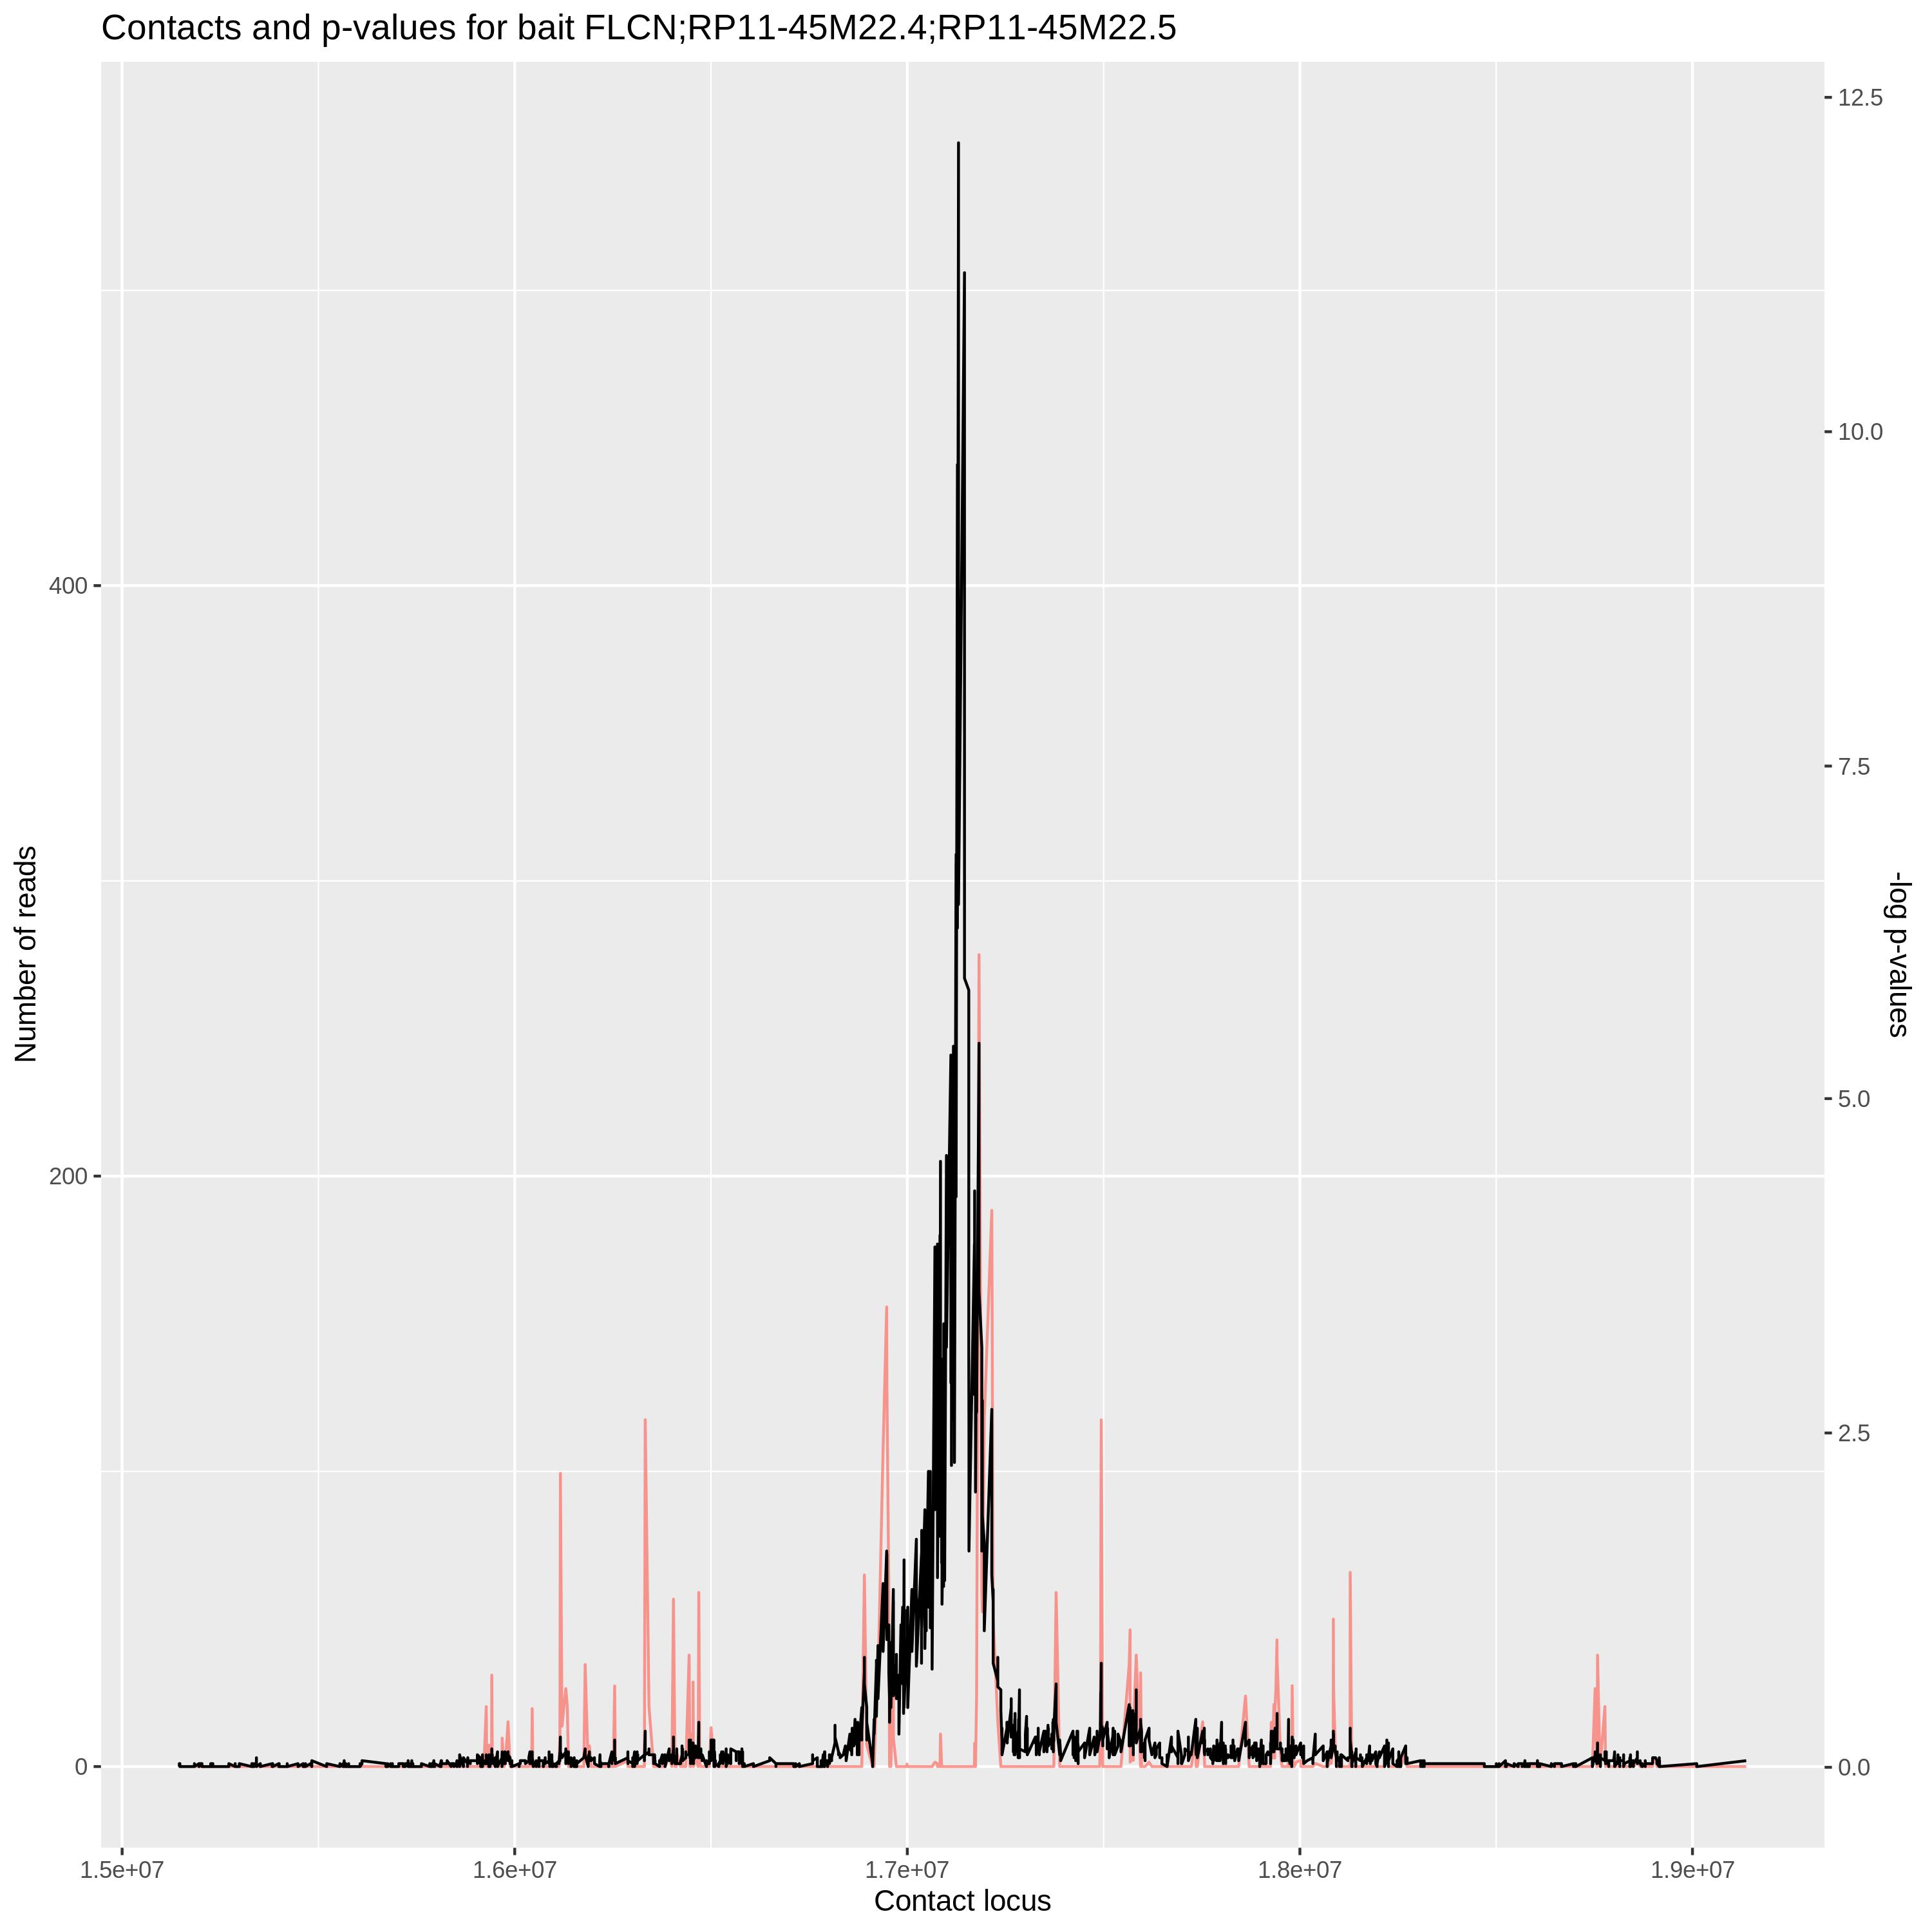 Contacts and p-values for bait FLCN;RP11-45M22.4;RP11-45M22.5
12.5
10.0
400
7.5
Number of reads
-log p-values
5.0
200
2.5
0
0.0
1.5e+07
1.6e+07
1.7e+07
1.8e+07
1.9e+07
Contact locus